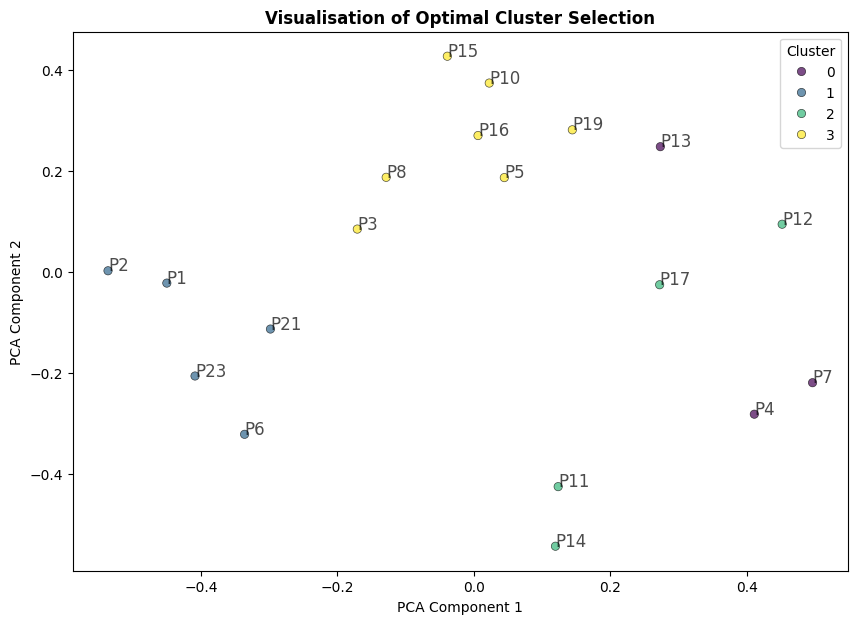 Visualisation of Optimal Cluster Selection
Cluster
0
1
2
3
P15
P10
P16
P19
P13
P8
P5
P3
P12
P2
P1
P17
P21
P23
P7
P4
P6
P11
P14
0.4
0.2
0.0
−0.2
−0.4
PCA Component 2
−0.4
−0.2
0.0
0.2
0.4
PCA Component 1